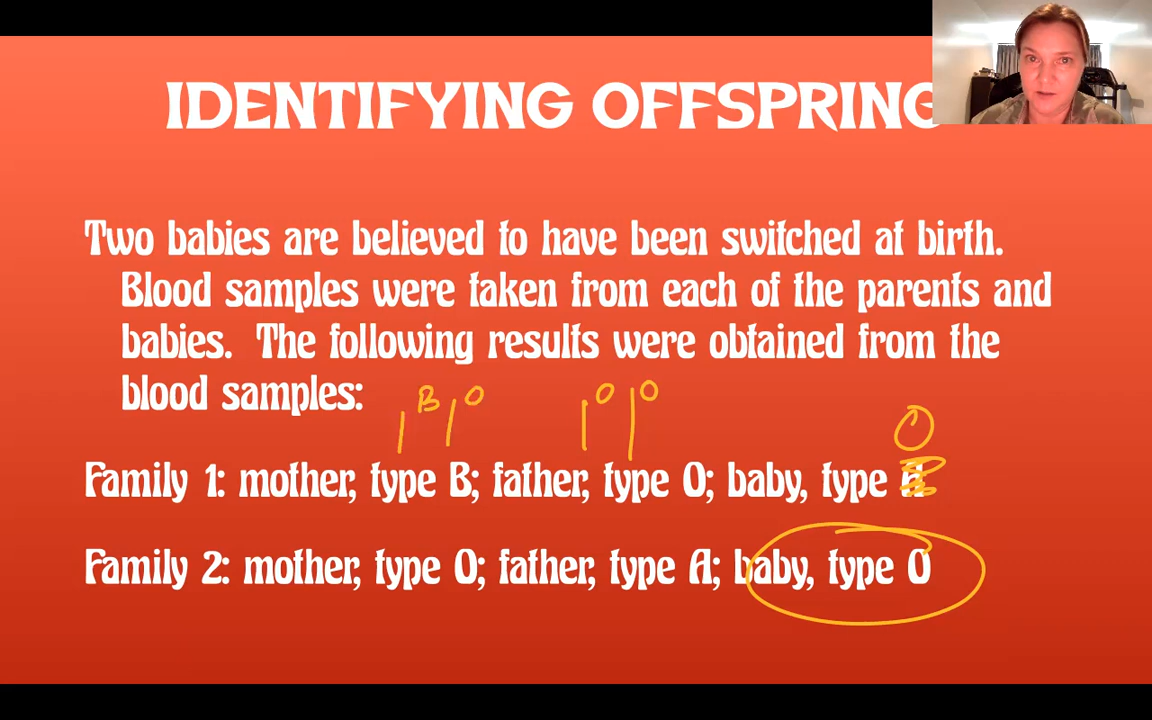 IDENTIFYING OFFSPRING
Two babies are believed to have been switched at birth.
Blood samples were taken from each of the parents and
babies. The following results were obtained from the
blood samples:
B O O O O
Family 1: mother, type B; father, type O; baby, type
Family 2: mother, type O; father, type A; baby, type O